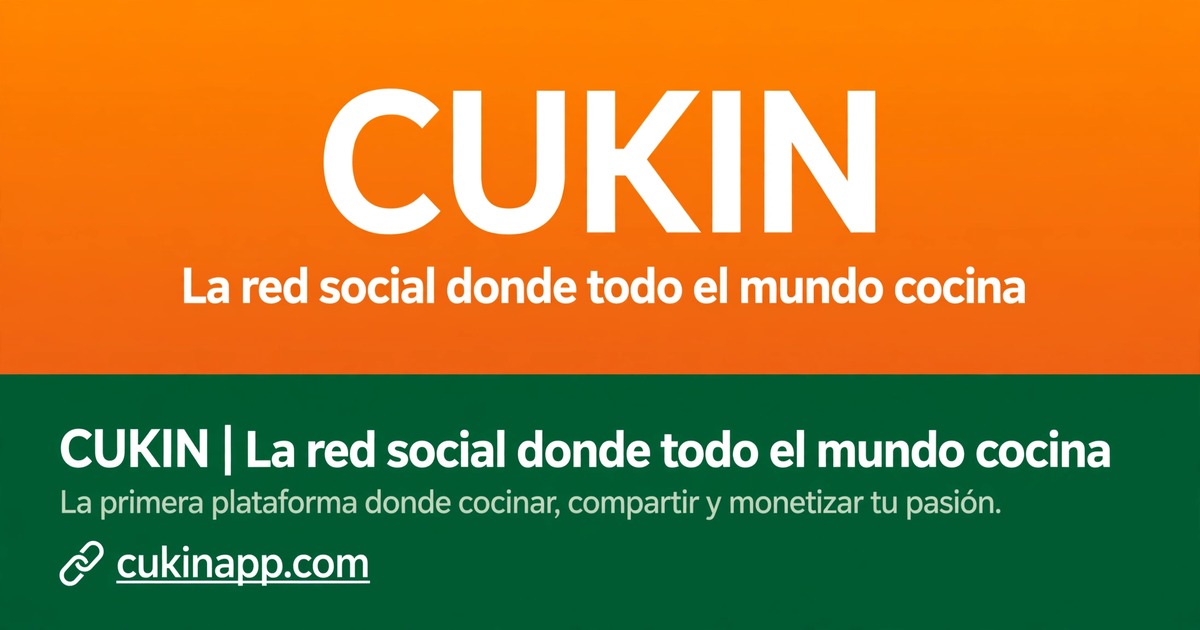 CUKIN
La red social donde todo el mundo cocina
CUKIN | La red social donde todo el mundo cocina
La primera plataforma donde cocinar, compartir y monetizar tu pasión.
cukinapp.com